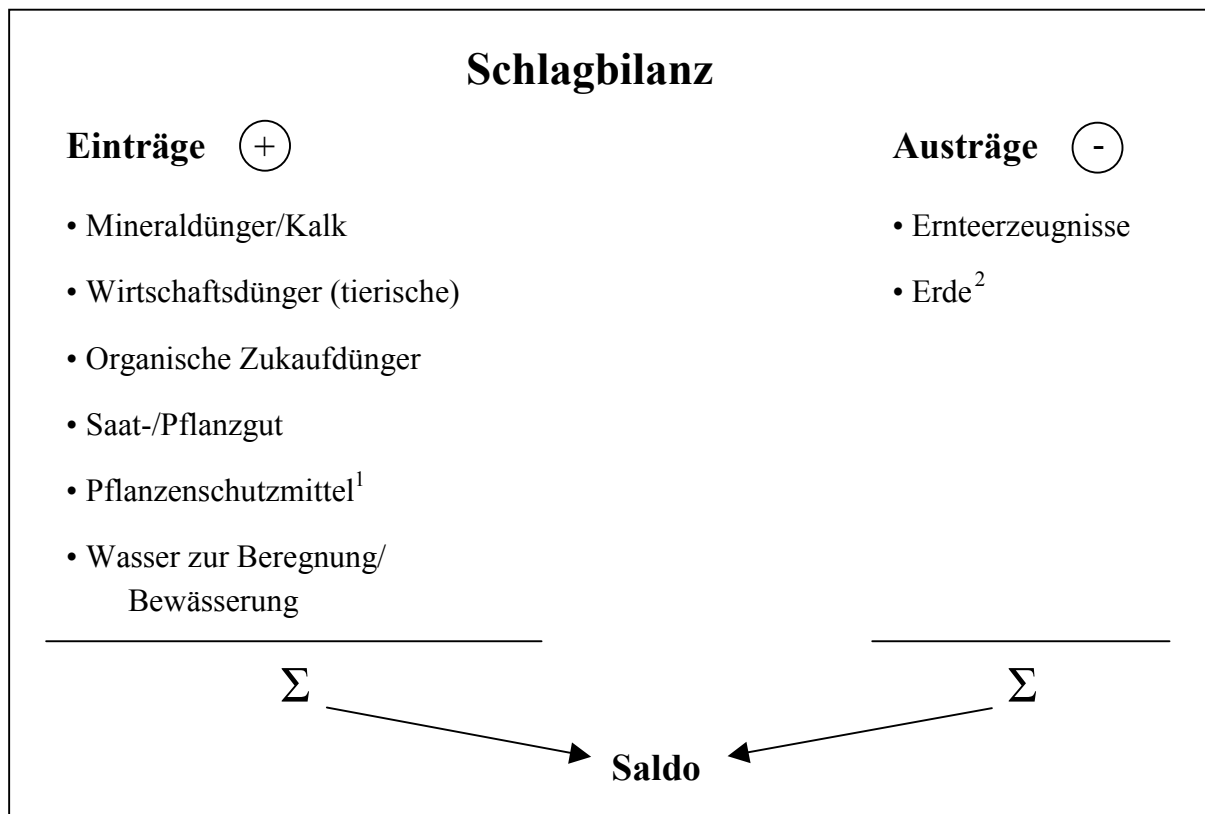 Schlagbilanz
Einträge +
• Mineraldünger/Kalk
• Wirtschaftsdünger (tierische)
• Organische Zukaufdünger
• Saat-/Pflanzgut
• Pflanzenschutzmittel¹
• Wasser zur Beregnung/
Bewässerung
Σ
Austräge -
• Ernteerzeugnisse
• Erde²
Σ
Saldo